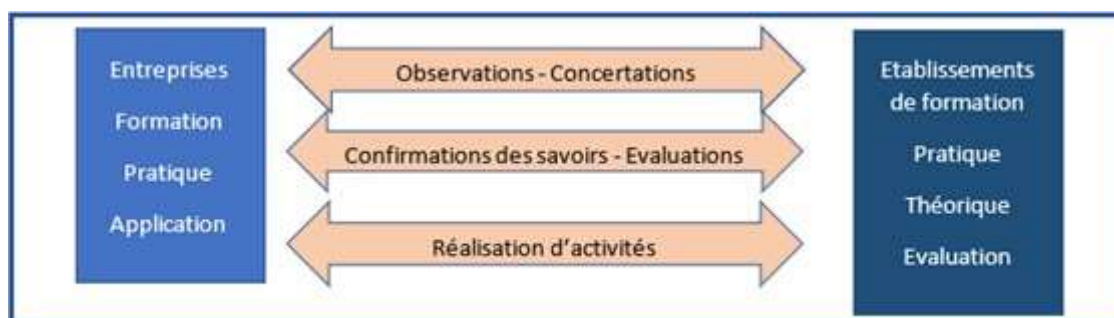 Entreprises
Formation
Pratique
Application
Observations - Concertations
Confirmations des savoirs - Evaluations
Réalisation d'activités
Etablissements
de formation
Pratique
Théorique
Evaluation